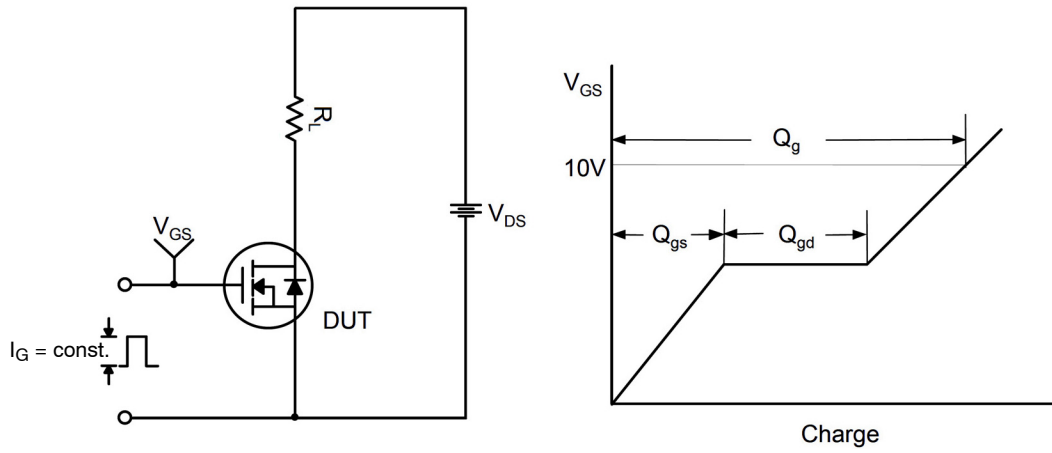 R_L
V_DS
V_GS
DUT
I_G = const.
V_GS
Q_g
10V
Q_gs
Q_gd
Charge